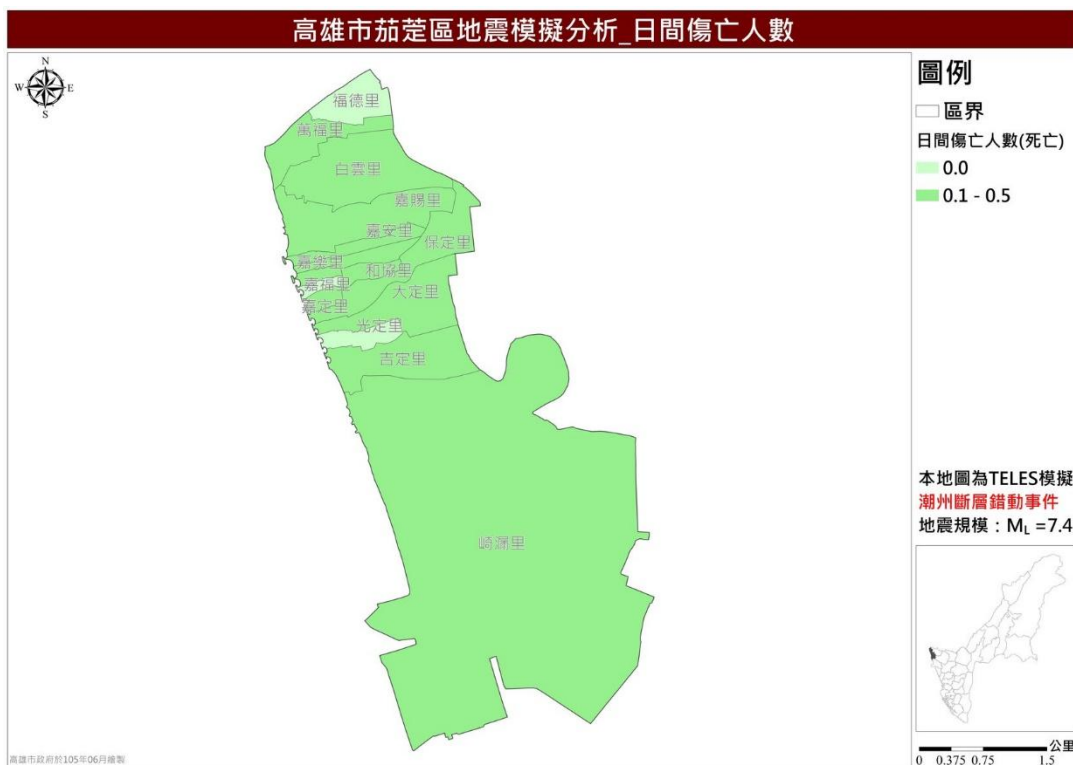 高雄市茄萣區地震模擬分析_日間傷亡人數
N
W
E
S
福德里
萬福里
白雲里
嘉賜里
嘉安里
保定里
嘉樂里
和協里
嘉福里
大定里
嘉定里
光定里
吉定里
崎漏里
圖例
區界
日間傷亡人數(死亡)
0.0
0.1 - 0.5
本地圖為TELES模擬
潮州斷層錯動事件
地震規模：ML =7.4
公里
0 0.375 0.75 1.5
高雄市政府於105年06月繪製